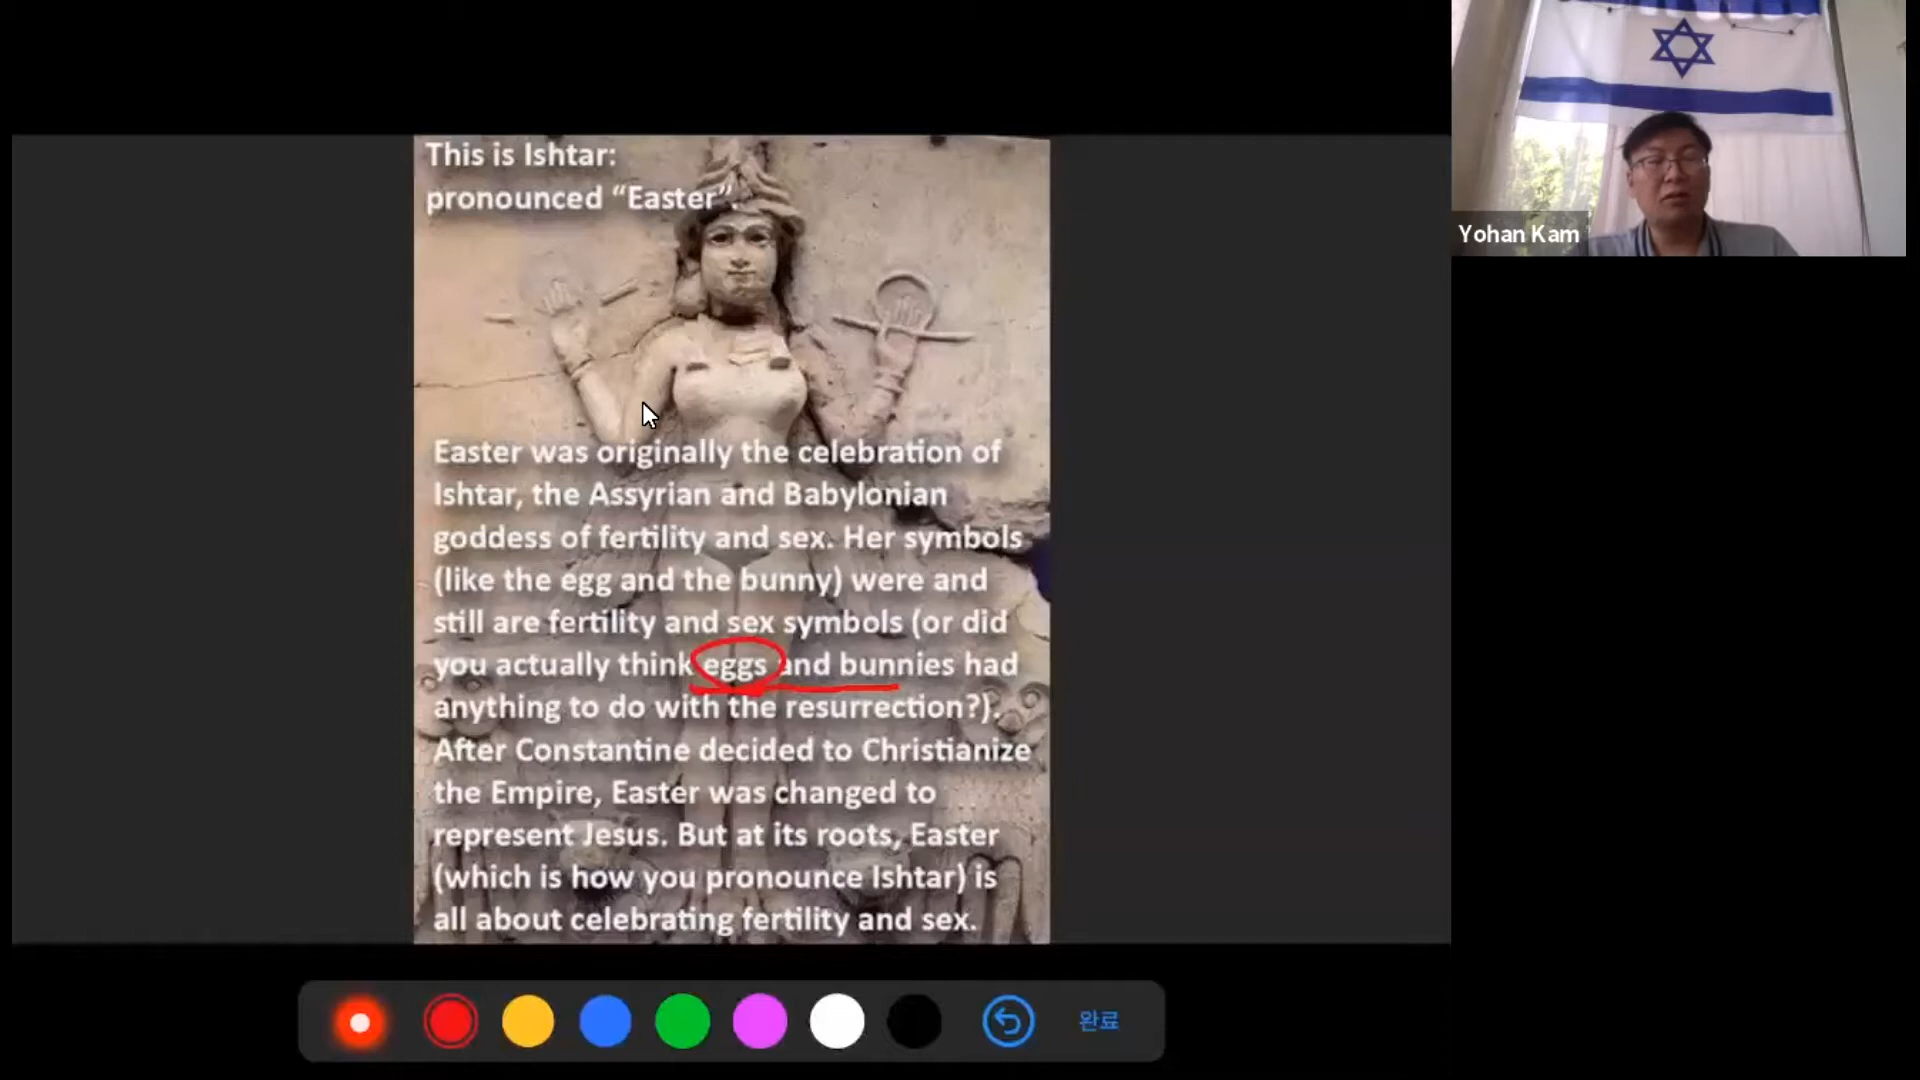 This is Ishtar:
pronounced “Easter”.
Easter was originally the celebration of
Ishtar, the Assyrian and Babylonian
goddess of fertility and sex. Her symbols
(like the egg and the bunny) were and
still are fertility and sex symbols (or did
you actually think eggs and bunnies had
anything to do with the resurrection?).
After Constantine decided to Christianize
the Empire, Easter was changed to
represent Jesus. But at its roots, Easter
(which is how you pronounce Ishtar) is
all about celebrating fertility and sex.
Yohan Kam
완료